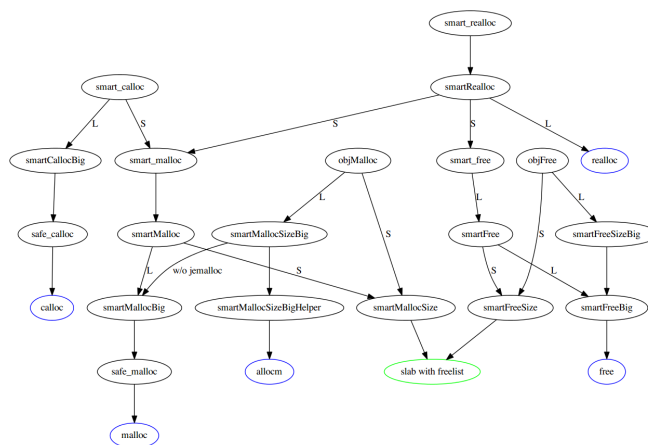 smart_realloc
smart_calloc
smartRealloc
L
S
S
S
L
smartCallocBig
smart_malloc
objMalloc
smart_free
objFree
realloc
L
L
L
safe_calloc
smartMalloc
smartMallocSizeBig
S
S
smartFree
smartFreeSizeBig
L
w/o jemalloc
S
S
L
calloc
smartMallocBig
smartMallocSizeBigHelper
smartMallocSize
smartFreeSize
smartFreeBig
safe_malloc
allocm
slab with freelist
free
malloc